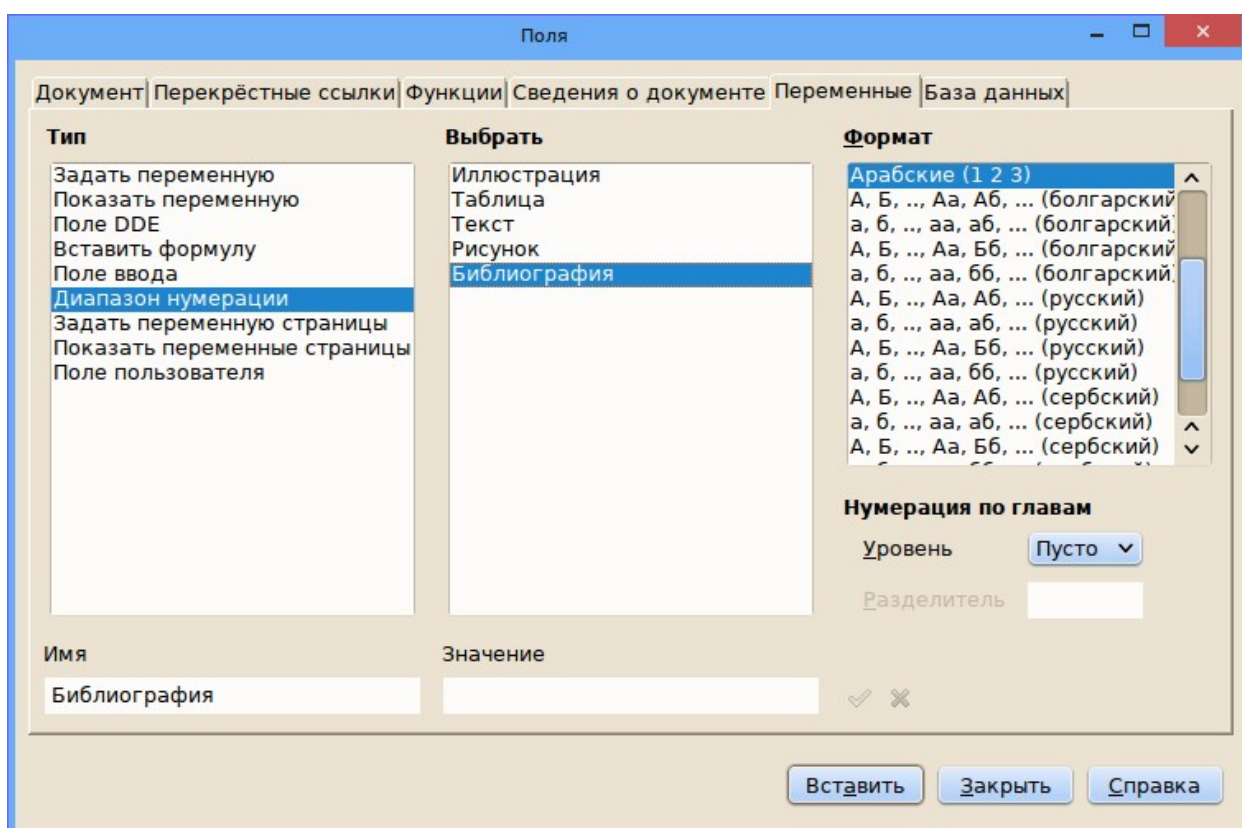 Поля
Документ Перекрёстные ссылки Функции Сведения о документе Переменные База данных
Тип
Задать переменную
Показать переменную
Поле DDE
Вставить формулу
Поле ввода
Диапазон нумерации
Задать переменную страницы
Показать переменные страницы
Поле пользователя
Выбрать
Иллюстрация
Таблица
Текст
Рисунок
Библиография
Формат
Арабские (1 2 3)
А, Б, .., Аа, Аб, ... (болгарский
а, б, .., аа, аб, ... (болгарский
А, Б, .., Аа, Бб, ... (болгарский
а, б, .., аа, бб, ... (болгарский
А, Б, .., Аа, Аб, ... (русский)
а, б, .., аа, аб, ... (русский)
А, Б, .., Аа, Бб, ... (русский)
а, б, .., аа, бб, ... (русский)
А, Б, .., Аа, Аб, ... (сербский)
а, б, .., аа, аб, ... (сербский)
А, Б, .., Аа, Бб, ... (сербский)
Нумерация по главам
Уровень Пусто
Разделитель
Имя
Библиография
Значение
Вставить Закрыть Справка